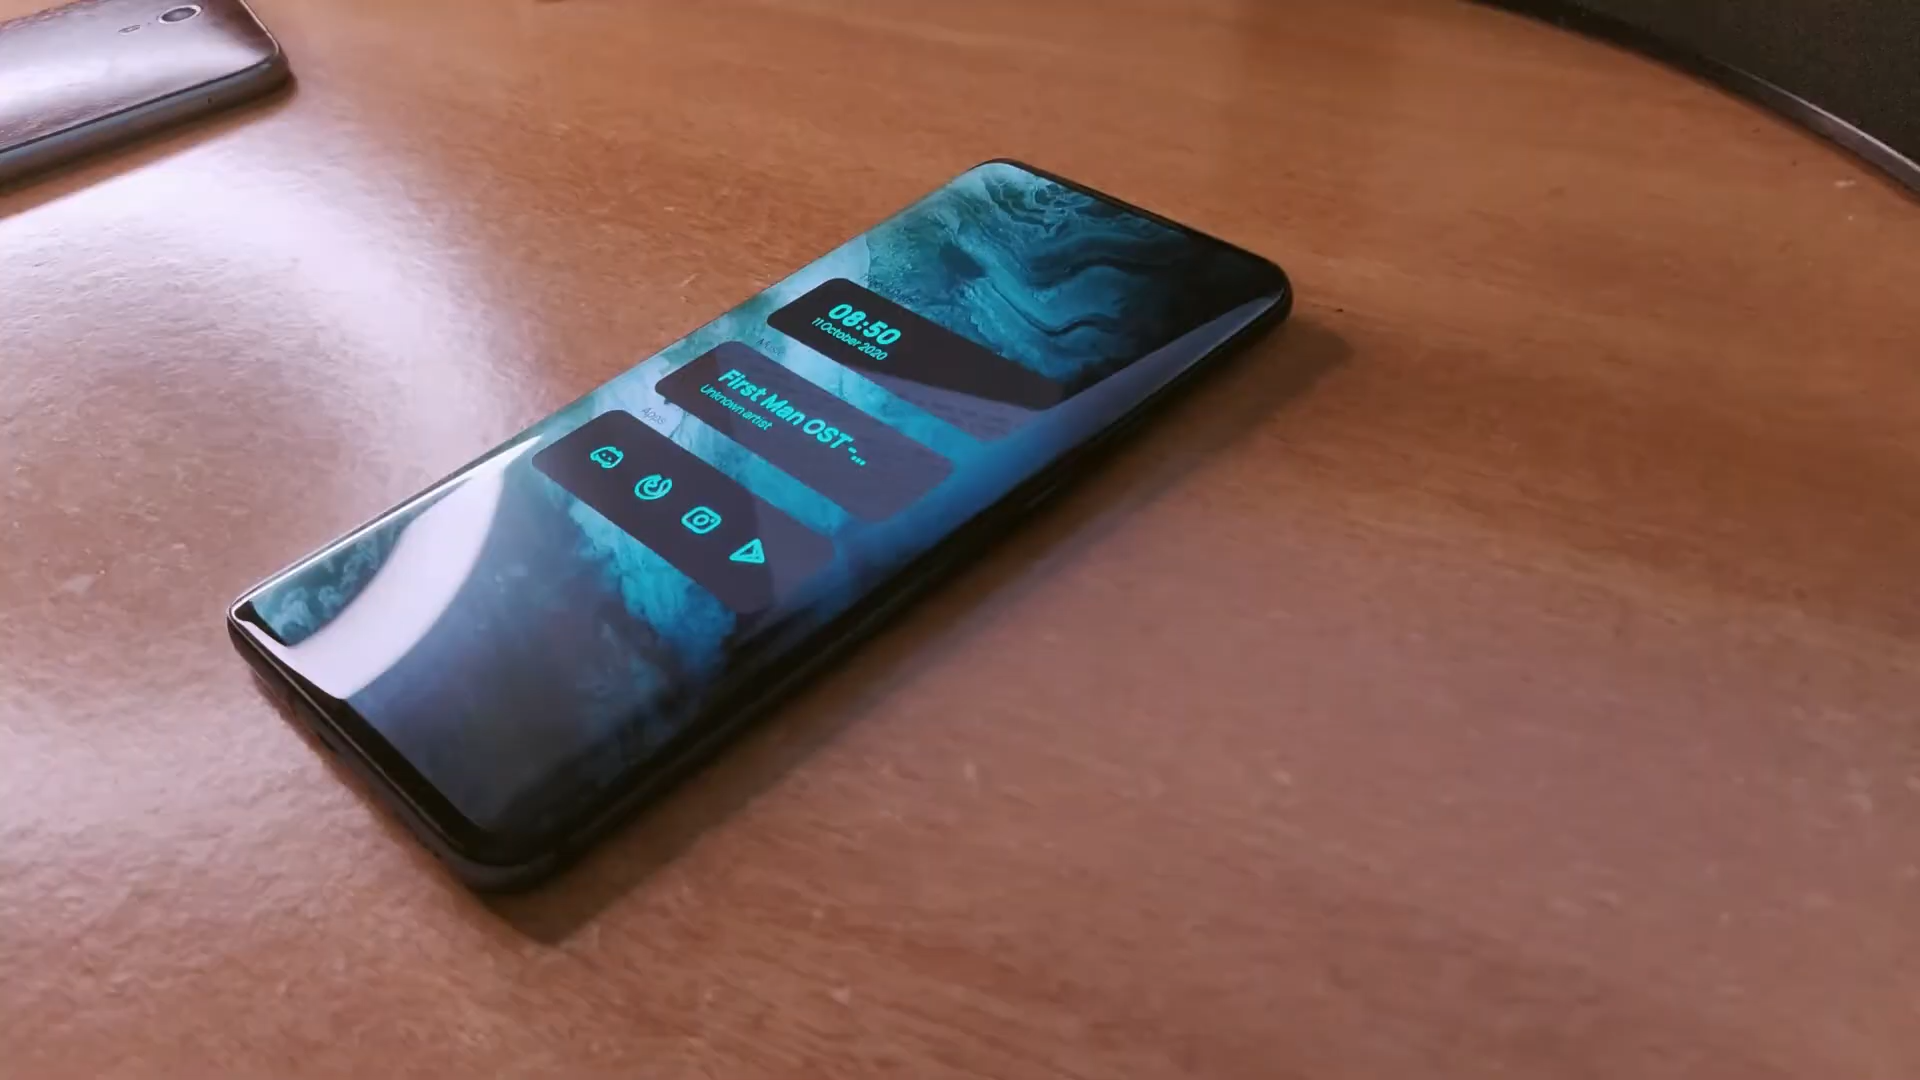 08:50
11 October 2020
Music
First Man OST -...
Unknown artist
Apps